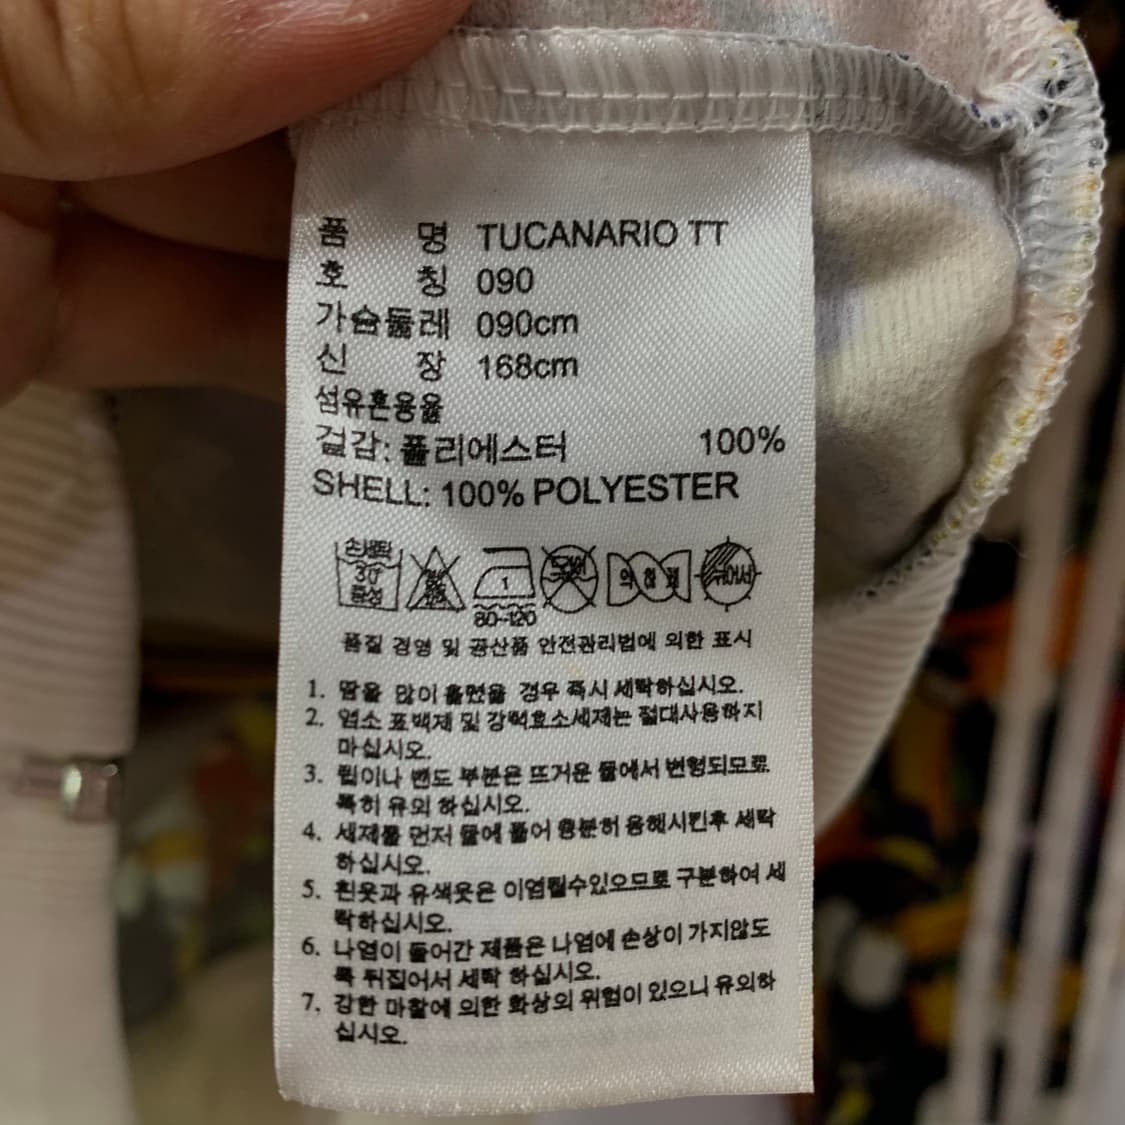 품 명 TUCANARIO TT
호 칭 090
가슴둘레 090cm
신 장 168cm
섬유혼용율
겉감: 폴리에스터 100%
SHELL: 100% POLYESTER
손세탁
30°
중성
1
80~120
드라이
약하게
뉘어서
품질 경영 및 공산품 안전관리법에 의한 표시
1. 땀을 많이 흘렸을 경우 즉시 세탁하십시오.
2. 염소 표백제 및 강력효소세제는 절대사용하지
마십시오.
3. 립이나 밴드 부분은 뜨거운 물에서 변형되므로
특히 유의 하십시오.
4. 세제를 먼저 물에 풀어 충분히 용해시킨후 세탁
하십시오.
5. 흰옷과 유색옷은 이염될수있으므로 구분하여 세
탁하십시오.
6. 나염이 들어간 제품은 나염에 손상이 가지않도
록 뒤집어서 세탁 하십시오.
7. 강한 마찰에 의한 화상의 위험이 있으니 유의하
십시오.